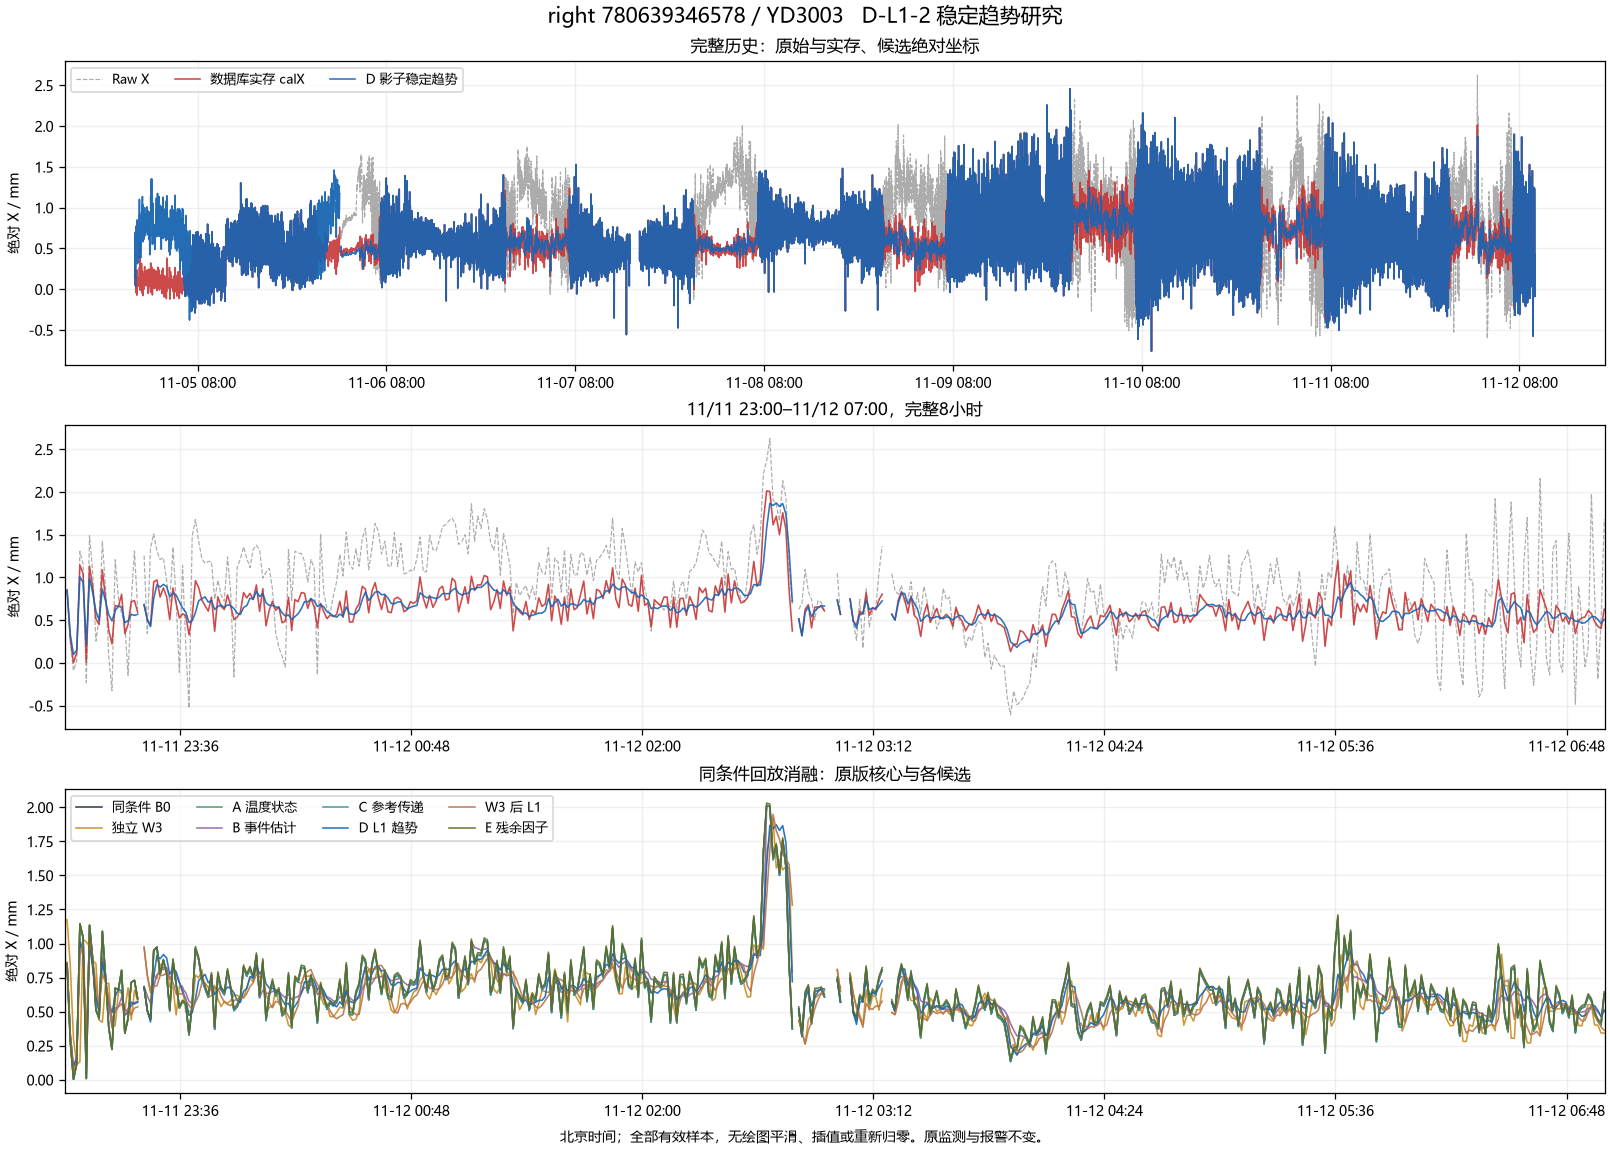 right 780639346578 / YD3003   D-L1-2 稳定趋势研究
完整历史：原始与实存、候选绝对坐标
Raw X
数据库实存 calX
D 影子稳定趋势
绝对 X / mm
2.5
2.0
1.5
1.0
0.5
0.0
-0.5
11-05 08:00
11-06 08:00
11-07 08:00
11-08 08:00
11-09 08:00
11-10 08:00
11-11 08:00
11-12 08:00
11/11 23:00–11/12 07:00，完整8小时
绝对 X / mm
2.5
2.0
1.5
1.0
0.5
0.0
-0.5
11-11 23:36
11-12 00:48
11-12 02:00
11-12 03:12
11-12 04:24
11-12 05:36
11-12 06:48
同条件回放消融：原版核心与各候选
同条件 B0
A 温度状态
C 参考传递
W3 后 L1
独立 W3
B 事件估计
D L1 趋势
E 残余因子
绝对 X / mm
2.00
1.75
1.50
1.25
1.00
0.75
0.50
0.25
0.00
11-11 23:36
11-12 00:48
11-12 02:00
11-12 03:12
11-12 04:24
11-12 05:36
11-12 06:48
北京时间；全部有效样本，无绘图平滑、插值或重新归零。原监测与报警不变。